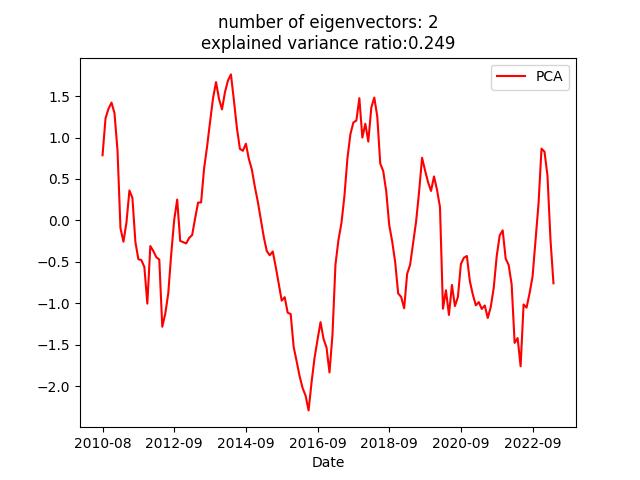 number of eigenvectors: 2
explained variance ratio:0.249
PCA
1.5
1.0
0.5
0.0
−0.5
−1.0
−1.5
−2.0
2010-08 2012-09 2014-09 2016-09 2018-09 2020-09 2022-09
Date